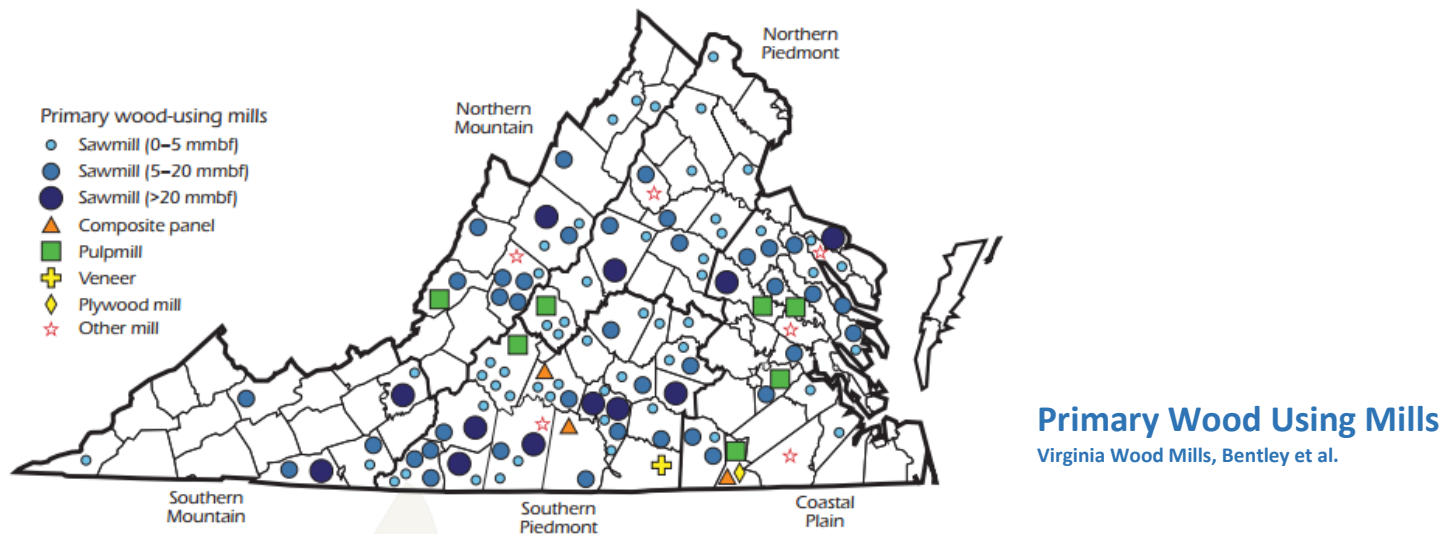 Northern
Piedmont
Northern
Mountain
Primary wood-using mills
Sawmill (0–5 mmbf)
Sawmill (5–20 mmbf)
Sawmill (>20 mmbf)
Composite panel
Pulpmill
Veneer
Plywood mill
Other mill
Primary Wood Using Mills
Virginia Wood Mills, Bentley et al.
Southern
Mountain
Southern
Piedmont
Coastal
Plain